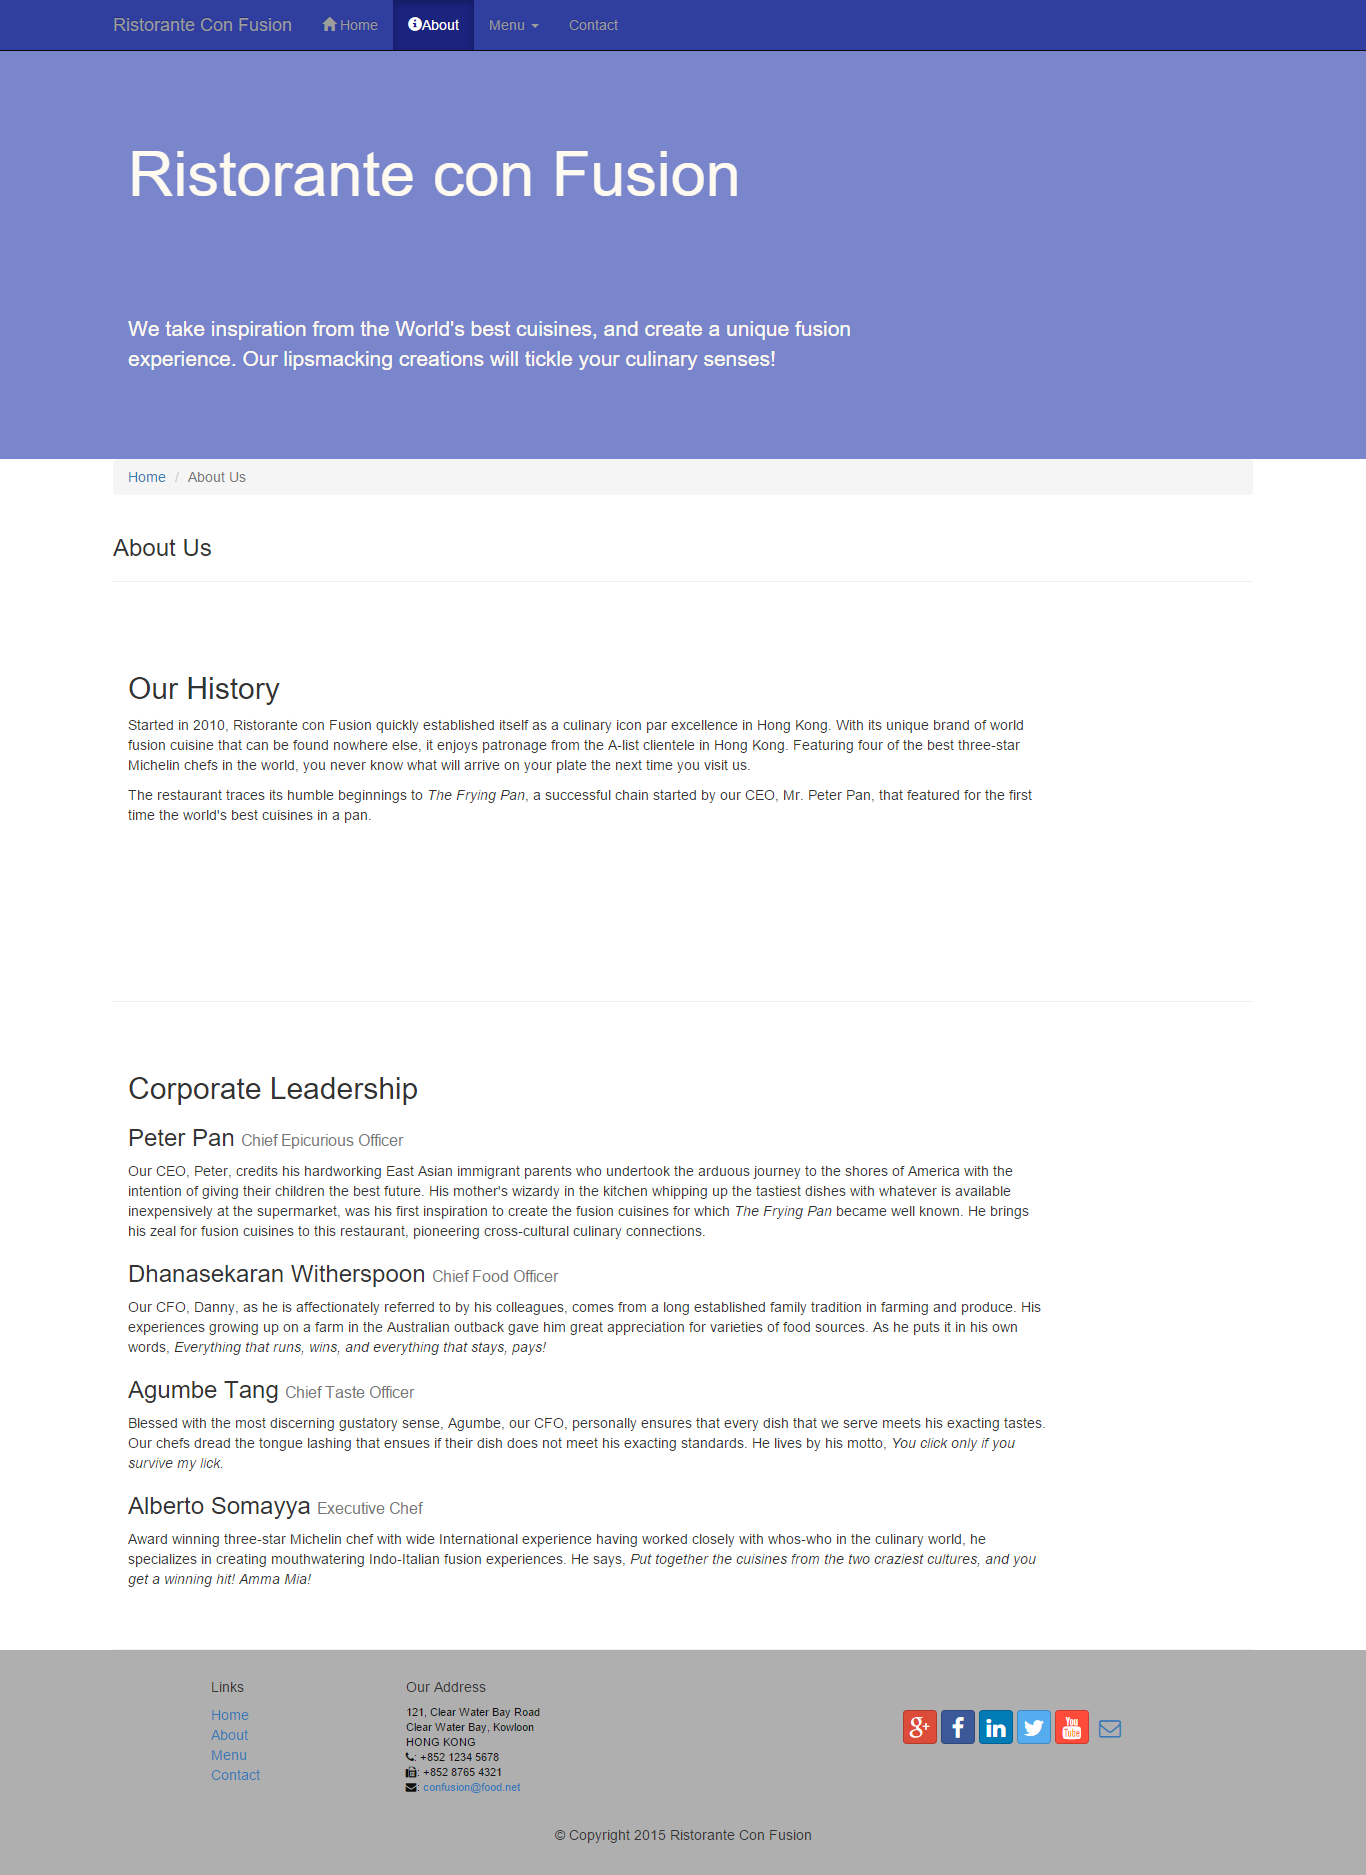 Ristorante Con Fusion Home About Menu Contact
Ristorante con Fusion
We take inspiration from the World's best cuisines, and create a unique fusion
experience. Our lipsmacking creations will tickle your culinary senses!
Home / About Us
About Us
Our History
Started in 2010, Ristorante con Fusion quickly established itself as a culinary icon par excellence in Hong Kong. With its unique brand of world
fusion cuisine that can be found nowhere else, it enjoys patronage from the A-list clientele in Hong Kong. Featuring four of the best three-star
Michelin chefs in the world, you never know what will arrive on your plate the next time you visit us.
The restaurant traces its humble beginnings to The Frying Pan, a successful chain started by our CEO, Mr. Peter Pan, that featured for the first
time the world's best cuisines in a pan.
Corporate Leadership
Peter Pan Chief Epicurious Officer
Our CEO, Peter, credits his hardworking East Asian immigrant parents who undertook the arduous journey to the shores of America with the
intention of giving their children the best future. His mother's wizardy in the kitchen whipping up the tastiest dishes with whatever is available
inexpensively at the supermarket, was his first inspiration to create the fusion cuisines for which The Frying Pan became well known. He brings
his zeal for fusion cuisines to this restaurant, pioneering cross-cultural culinary connections.
Dhanasekaran Witherspoon Chief Food Officer
Our CFO, Danny, as he is affectionately referred to by his colleagues, comes from a long established family tradition in farming and produce. His
experiences growing up on a farm in the Australian outback gave him great appreciation for varieties of food sources. As he puts it in his own
words, Everything that runs, wins, and everything that stays, pays!
Agumbe Tang Chief Taste Officer
Blessed with the most discerning gustatory sense, Agumbe, our CFO, personally ensures that every dish that we serve meets his exacting tastes.
Our chefs dread the tongue lashing that ensues if their dish does not meet his exacting standards. He lives by his motto, You click only if you
survive my lick.
Alberto Somayya Executive Chef
Award winning three-star Michelin chef with wide International experience having worked closely with whos-who in the culinary world, he
specializes in creating mouthwatering Indo-Italian fusion experiences. He says, Put together the cuisines from the two craziest cultures, and you
get a winning hit! Amma Mia!
Links
Home
About
Menu
Contact
Our Address
121, Clear Water Bay Road
Clear Water Bay, Kowloon
HONG KONG
: +852 1234 5678
: +852 8765 4321
: confusion@food.net
g+ f in You Tube
© Copyright 2015 Ristorante Con Fusion